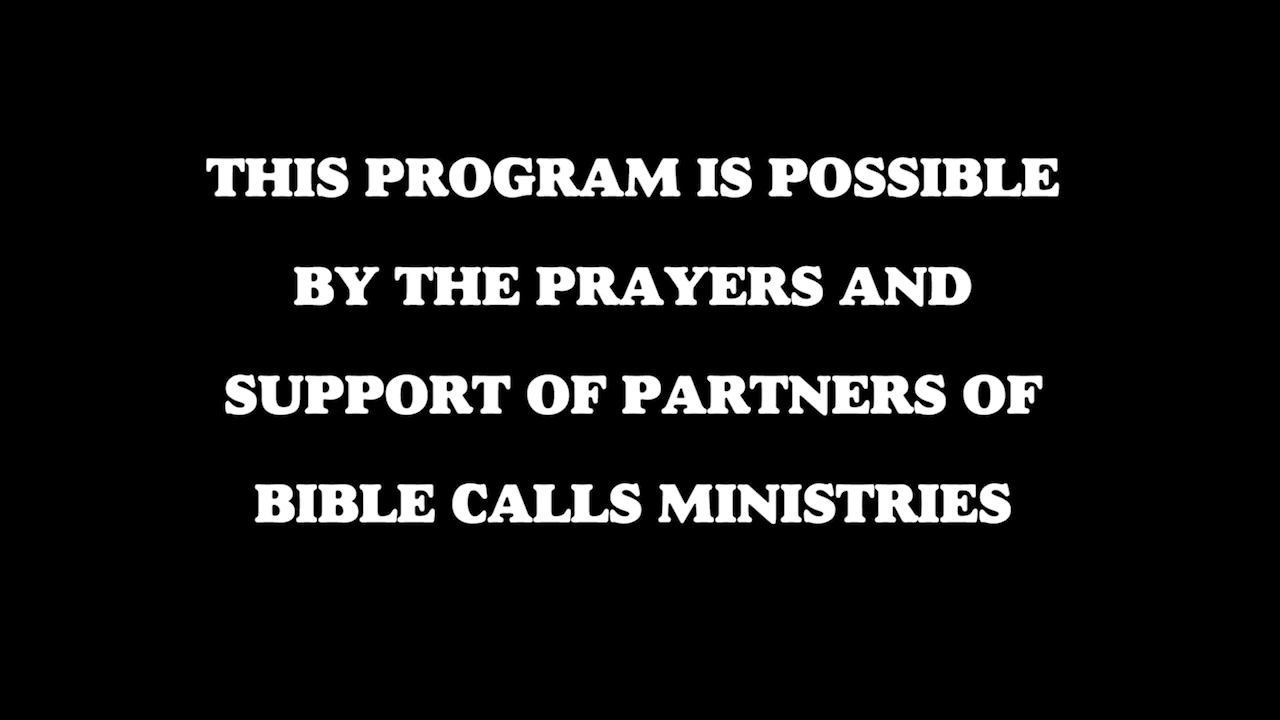 THIS PROGRAM IS POSSIBLE
BY THE PRAYERS AND
SUPPORT OF PARTNERS OF
BIBLE CALLS MINISTRIES